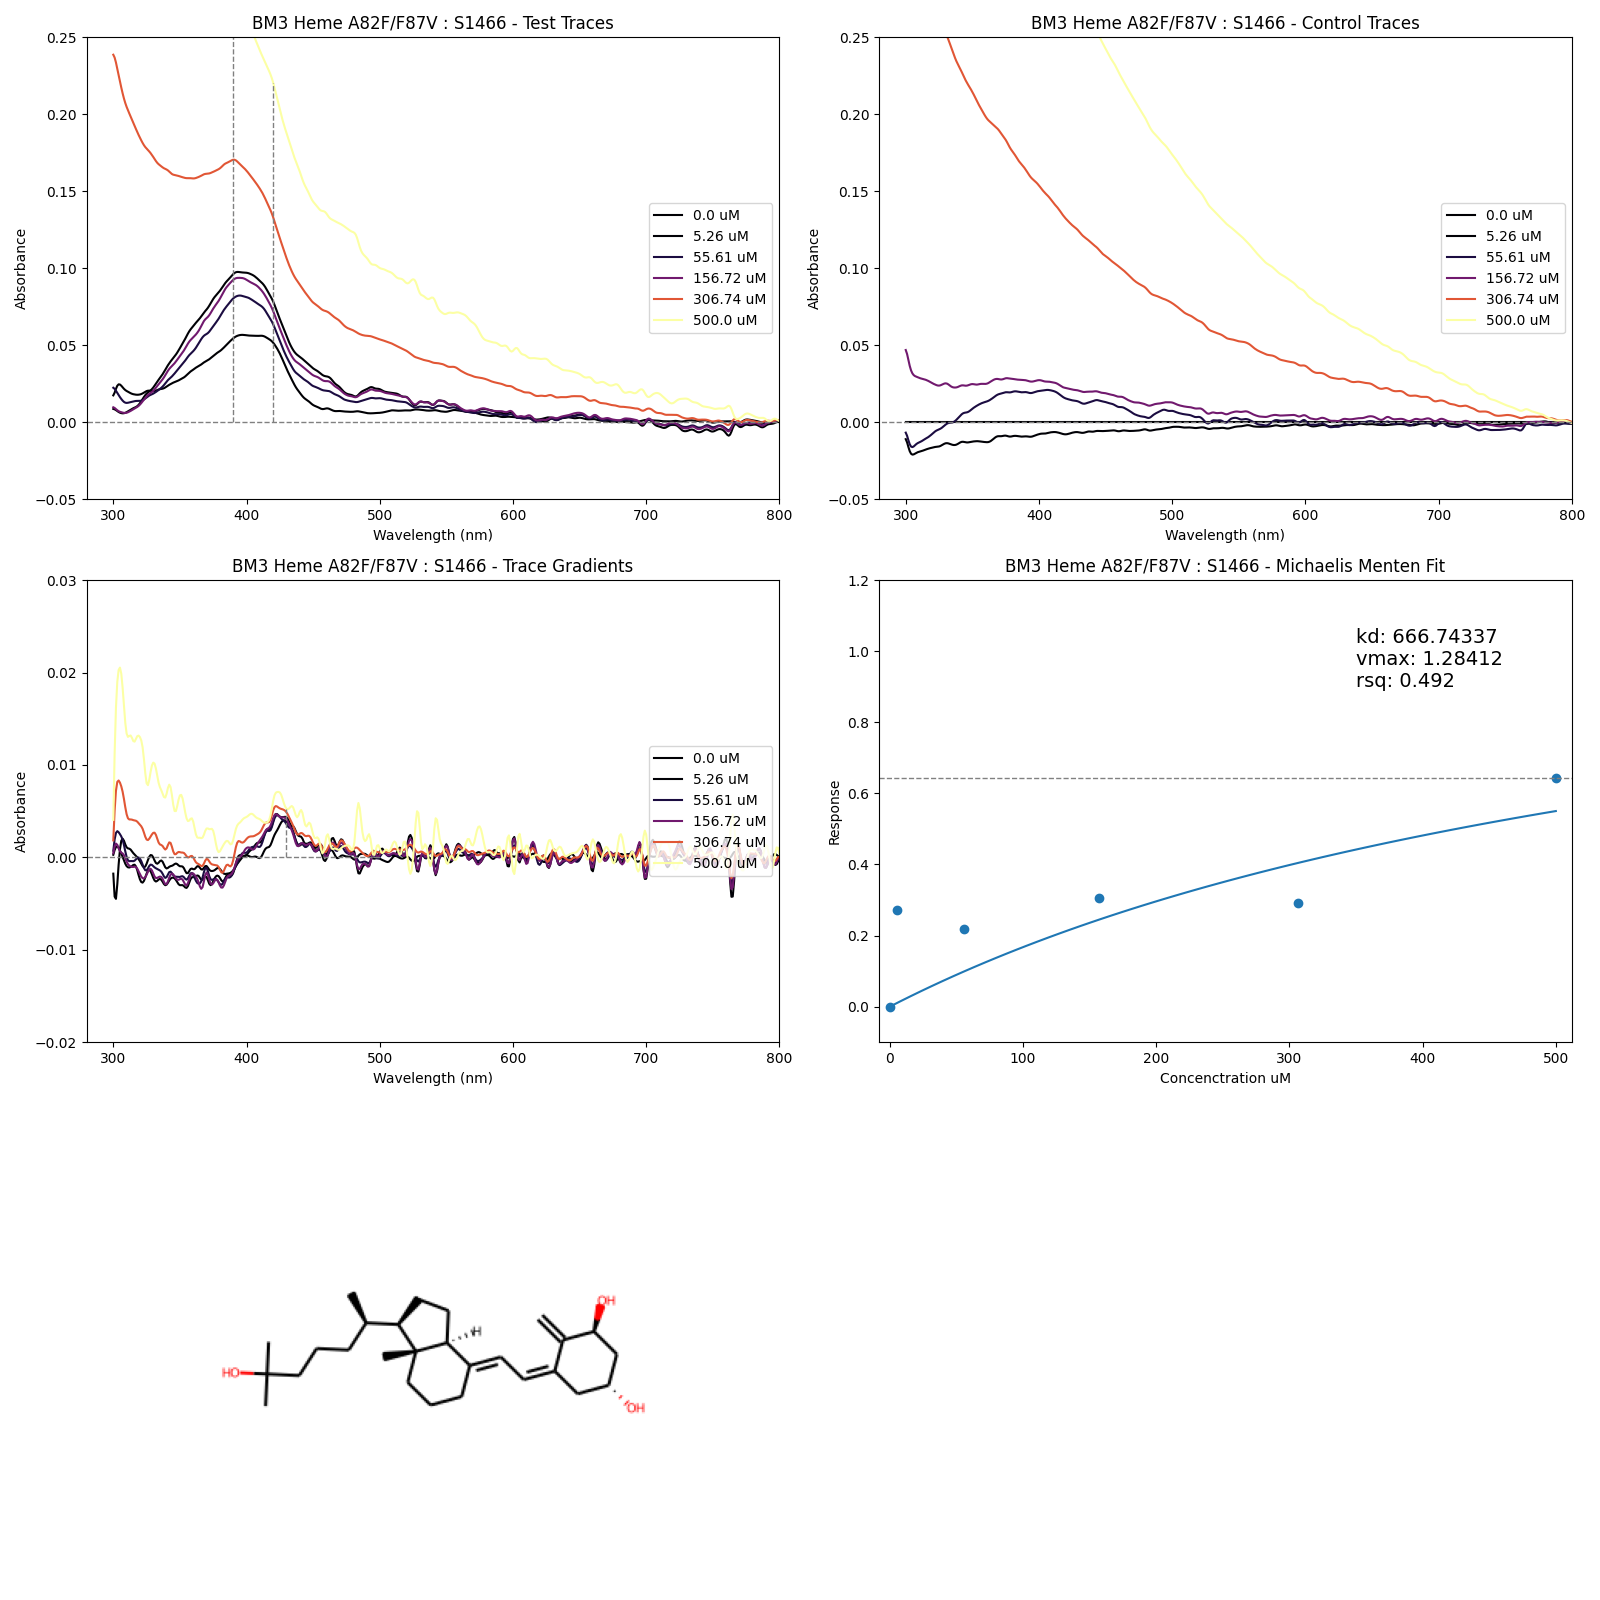 BM3 Heme A82F/F87V : S1466 - Test Traces
Absorbance
0.25
0.20
0.15
0.10
0.05
0.00
−0.05
300
400
500
600
700
800
Wavelength (nm)
0.0 uM
5.26 uM
55.61 uM
156.72 uM
306.74 uM
500.0 uM
BM3 Heme A82F/F87V : S1466 - Control Traces
Absorbance
0.25
0.20
0.15
0.10
0.05
0.00
−0.05
300
400
500
600
700
800
Wavelength (nm)
0.0 uM
5.26 uM
55.61 uM
156.72 uM
306.74 uM
500.0 uM
BM3 Heme A82F/F87V : S1466 - Trace Gradients
Absorbance
0.03
0.02
0.01
0.00
−0.01
−0.02
300
400
500
600
700
800
Wavelength (nm)
0.0 uM
5.26 uM
55.61 uM
156.72 uM
306.74 uM
500.0 uM
BM3 Heme A82F/F87V : S1466 - Michaelis Menten Fit
Response
1.2
1.0
0.8
0.6
0.4
0.2
0.0
kd: 666.74337
vmax: 1.28412
rsq: 0.492
0
100
200
300
400
500
Concenctration uM
OH
H
HO
OH